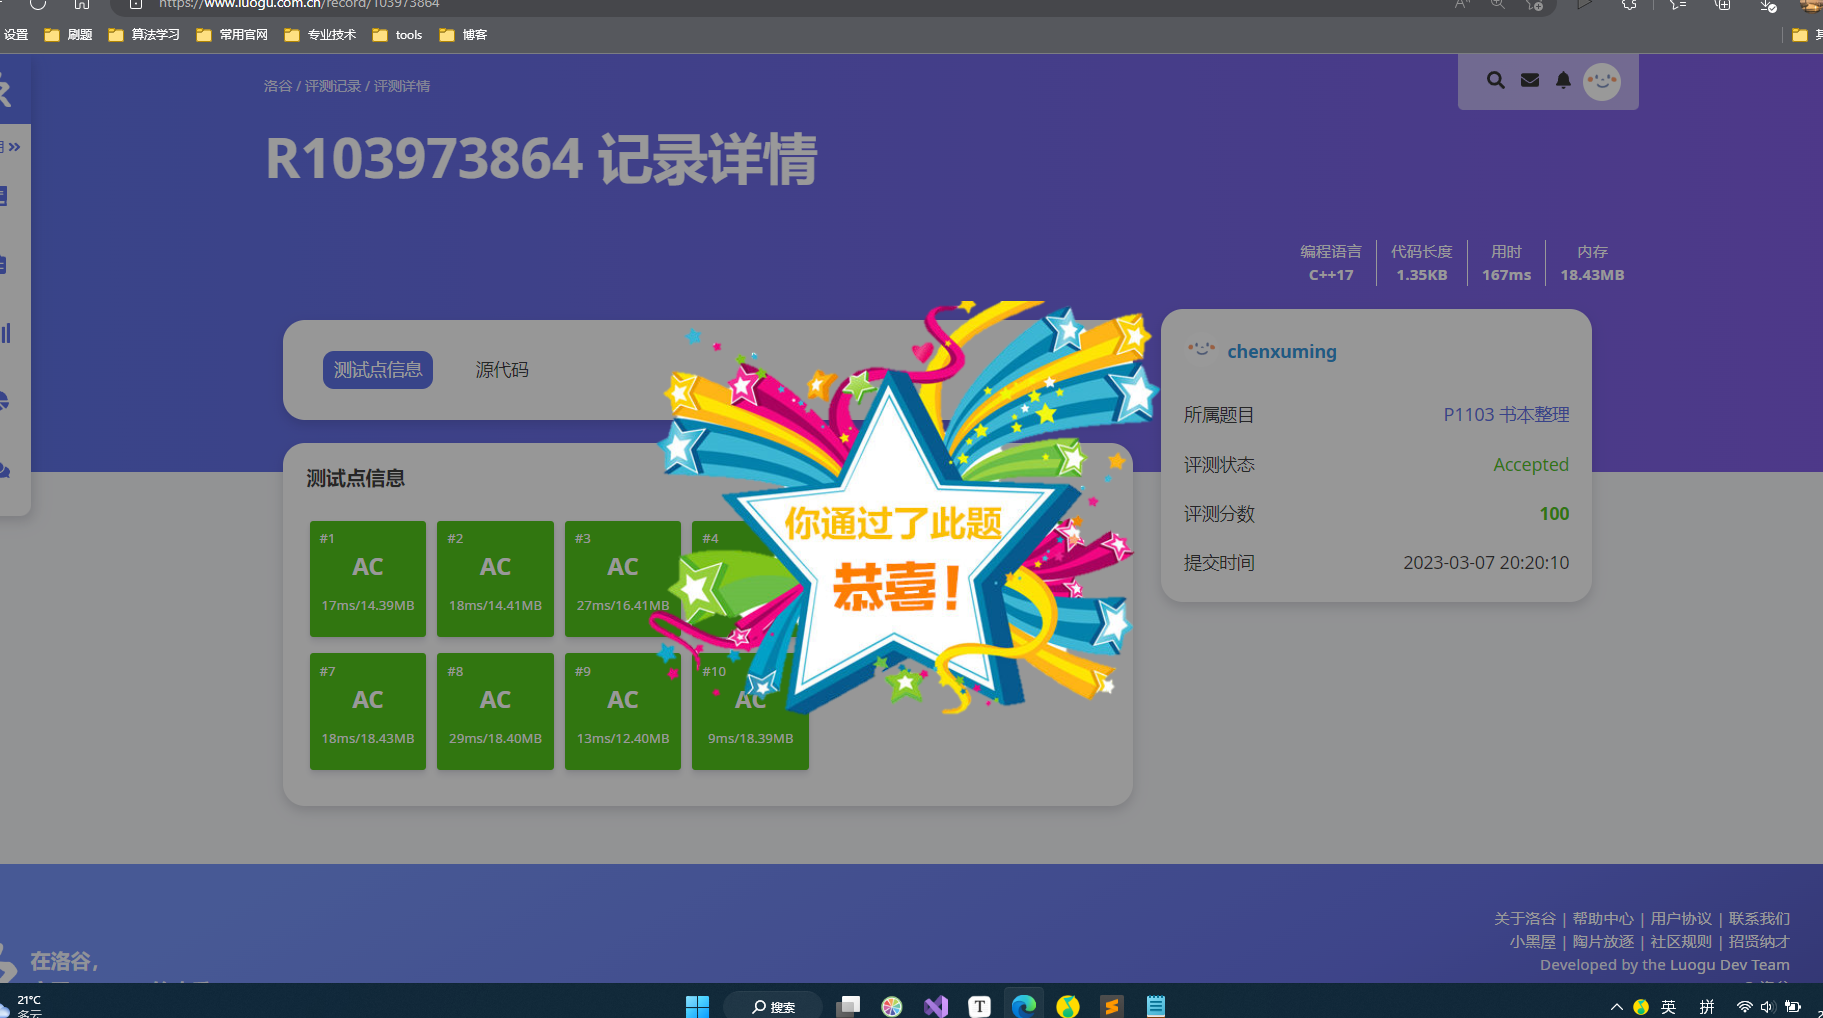 https://www.luogu.com.cn/record/103973864
设置 刷题 算法学习 常用官网 专业技术 tools 博客
洛谷 / 评测记录 / 评测详情
R103973864 记录详情
编程语言 代码长度 用时 内存
C++17 1.35KB 167ms 18.43MB
测试点信息 源代码
chenxuming
所属题目 P1103 书本整理
评测状态 Accepted
评测分数 100
提交时间 2023-03-07 20:20:10
测试点信息
#1 #2 #3 #4
AC AC AC
17ms/14.39MB 18ms/14.41MB 27ms/16.41MB
你通过了此题
恭喜！
#7 #8 #9 #10
AC AC AC AC
18ms/18.43MB 29ms/18.40MB 13ms/12.40MB 9ms/18.39MB
关于洛谷 | 帮助中心 | 用户协议 | 联系我们
小黑屋 | 陶片放逐 | 社区规则 | 招贤纳才
Developed by the Luogu Dev Team
在洛谷，
21°C
多云
搜索
英 拼